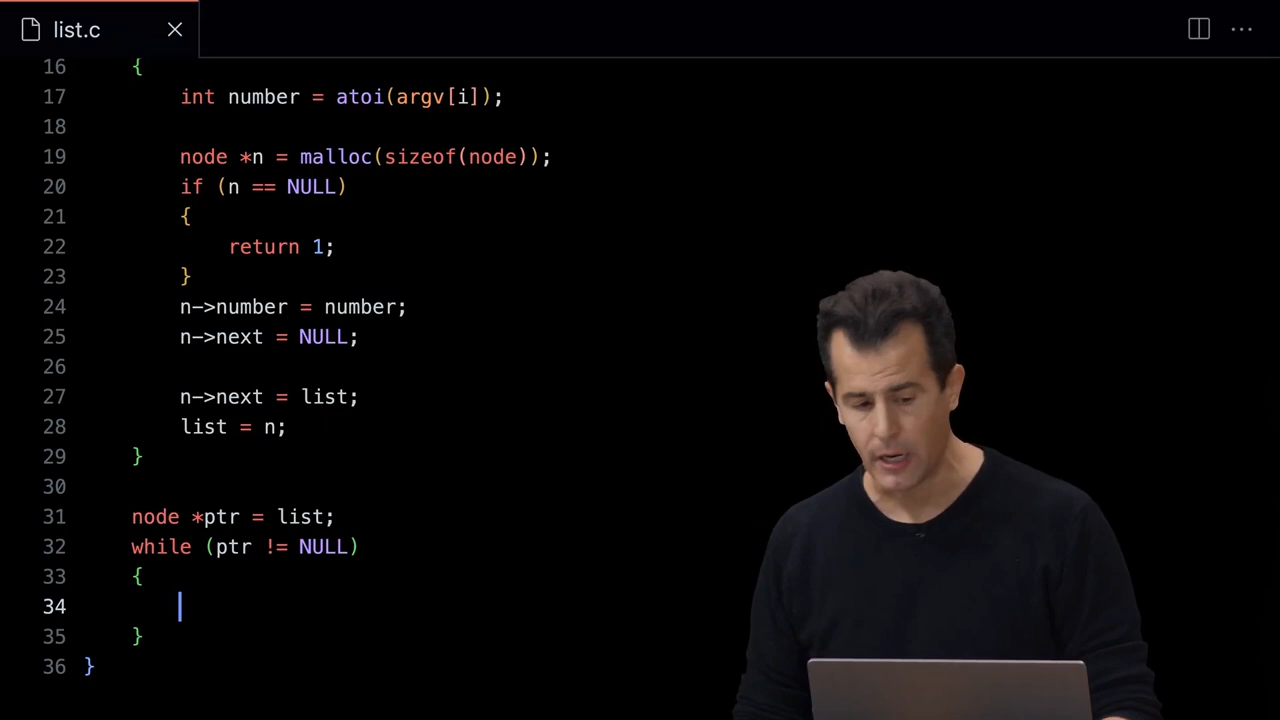 list.c
16 {
17 int number = atoi(argv[i]);
18
19 node *n = malloc(sizeof(node));
20 if (n == NULL)
21 {
22 return 1;
23 }
24 n->number = number;
25 n->next = NULL;
26
27 n->next = list;
28 list = n;
29 }
30
31 node *ptr = list;
32 while (ptr != NULL)
33 {
34
35 }
36 }